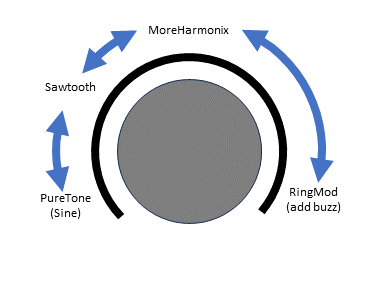 MoreHarmonix
Sawtooth
PureTone
(Sine)
RingMod
(add buzz)